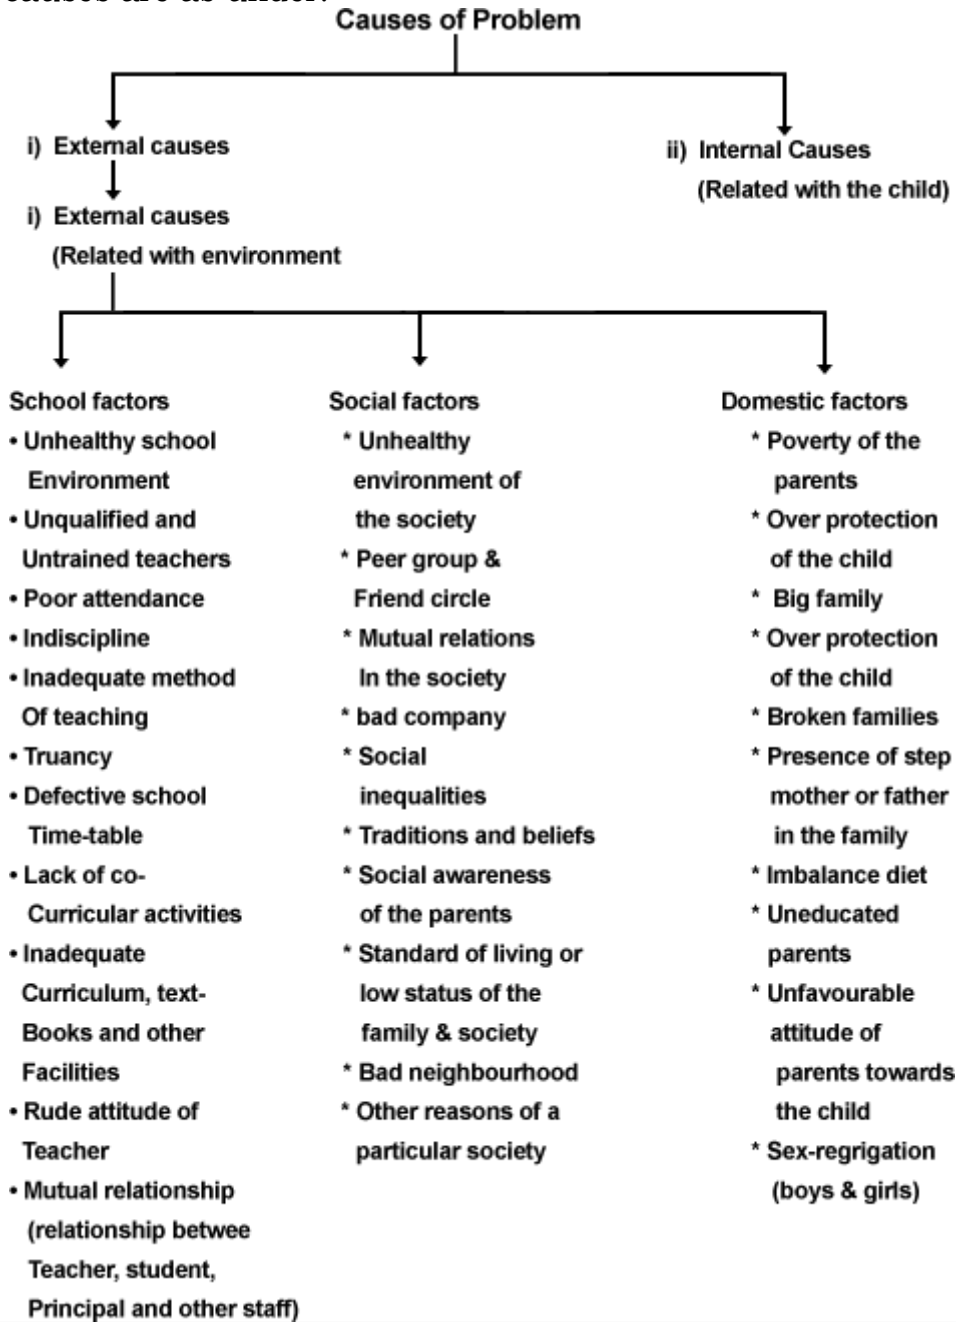 causes are as under.
Causes of Problem
i) External causes
ii) Internal Causes
(Related with the child)
i) External causes
(Related with environment
School factors
• Unhealthy school
Environment
• Unqualified and
Untrained teachers
• Poor attendance
• Indiscipline
• Inadequate method
Of teaching
• Truancy
• Defective school
Time-table
• Lack of co-
Curricular activities
• Inadequate
Curriculum, text-
Books and other
Facilities
• Rude attitude of
Teacher
• Mutual relationship
(relationship betwee
Teacher, student,
Principal and other staff)
Social factors
* Unhealthy
environment of
the society
* Peer group &
Friend circle
* Mutual relations
In the society
* bad company
* Social
inequalities
* Traditions and beliefs
* Social awareness
of the parents
* Standard of living or
low status of the
family & society
* Bad neighbourhood
* Other reasons of a
particular society
Domestic factors
* Poverty of the
parents
* Over protection
of the child
* Big family
* Over protection
of the child
* Broken families
* Presence of step
mother or father
in the family
* Imbalance diet
* Uneducated
parents
* Unfavourable
attitude of
parents towards
the child
* Sex-regrigation
(boys & girls)